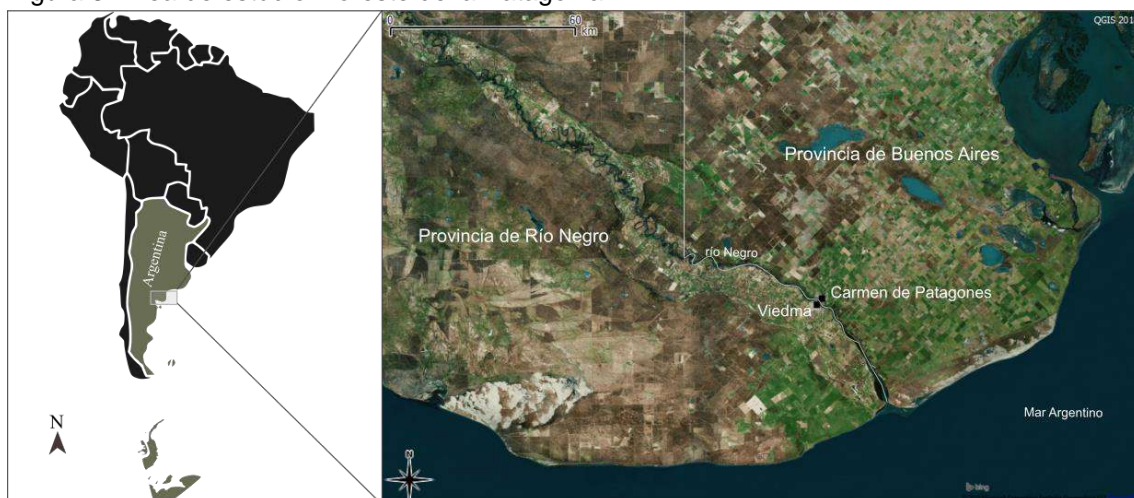 0 60
km
QGIS 201
Provincia de Buenos Aires
Provincia de Río Negro
río Negro
Carmen de Patagones
Viedma
Mar Argentino
Argentina
N
N
bing